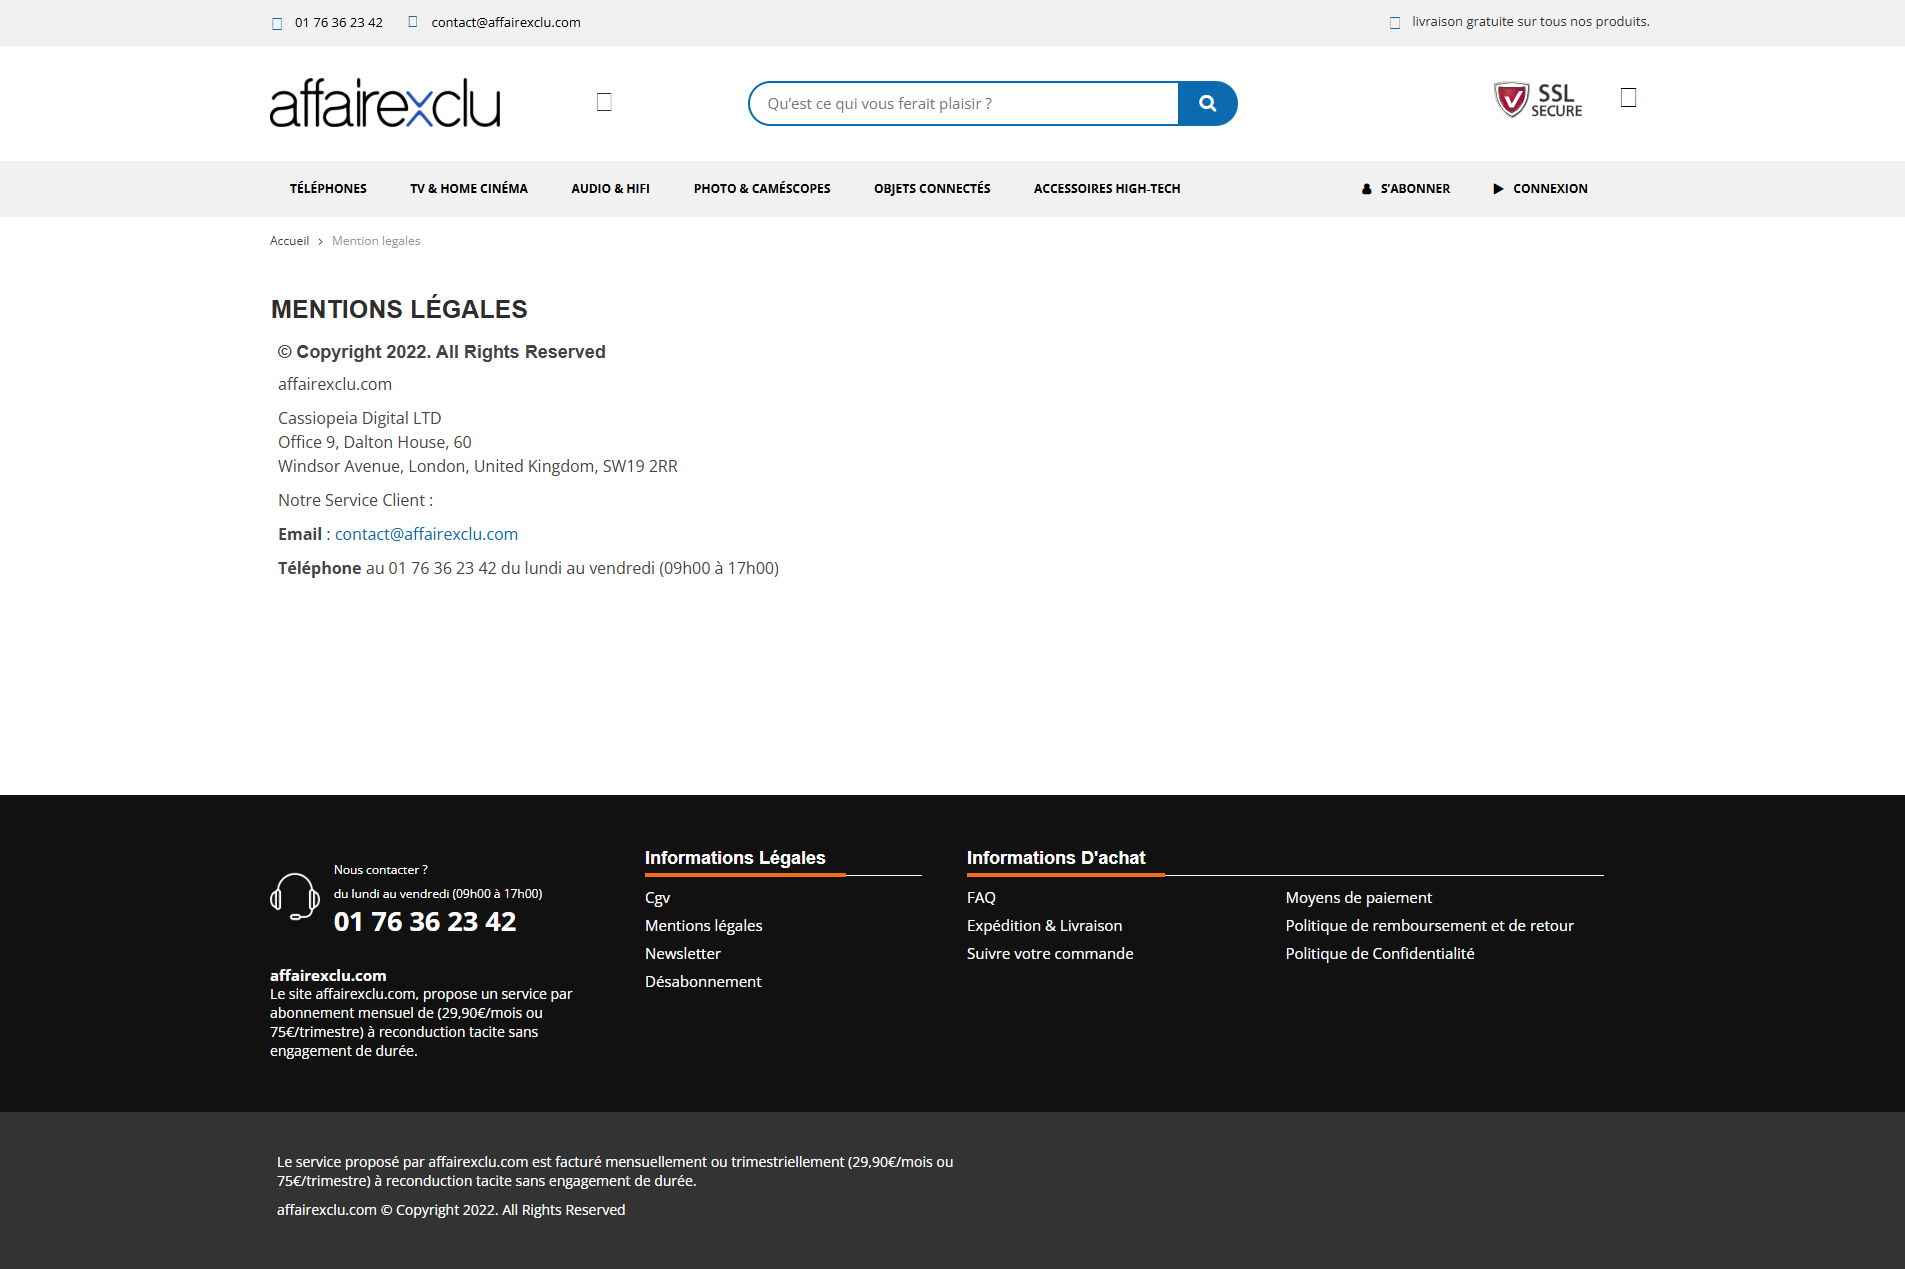 01 76 36 23 42 contact@affairexclu.com livraison gratuite sur tous nos produits.
affairexclu
Qu’est ce qui vous ferait plaisir ?
SSL
SECURE
TÉLÉPHONES TV & HOME CINÉMA AUDIO & HIFI PHOTO & CAMÉSCOPES OBJETS CONNECTÉS ACCESSOIRES HIGH-TECH S’ABONNER CONNEXION
Accueil > Mention legales
MENTIONS LÉGALES
© Copyright 2022. All Rights Reserved
affairexclu.com
Cassiopeia Digital LTD
Office 9, Dalton House, 60
Windsor Avenue, London, United Kingdom, SW19 2RR
Notre Service Client :
Email : contact@affairexclu.com
Téléphone au 01 76 36 23 42 du lundi au vendredi (09h00 à 17h00)
Nous contacter ?
du lundi au vendredi (09h00 à 17h00)
01 76 36 23 42
affairexclu.com
Le site affairexclu.com, propose un service par
abonnement mensuel de (29,90€/mois ou
75€/trimestre) à reconduction tacite sans
engagement de durée.
Informations Légales
Cgv
Mentions légales
Newsletter
Désabonnement
Informations D'achat
FAQ
Expédition & Livraison
Suivre votre commande
Moyens de paiement
Politique de remboursement et de retour
Politique de Confidentialité
Le service proposé par affairexclu.com est facturé mensuellement ou trimestriellement (29,90€/mois ou
75€/trimestre) à reconduction tacite sans engagement de durée.
affairexclu.com © Copyright 2022. All Rights Reserved